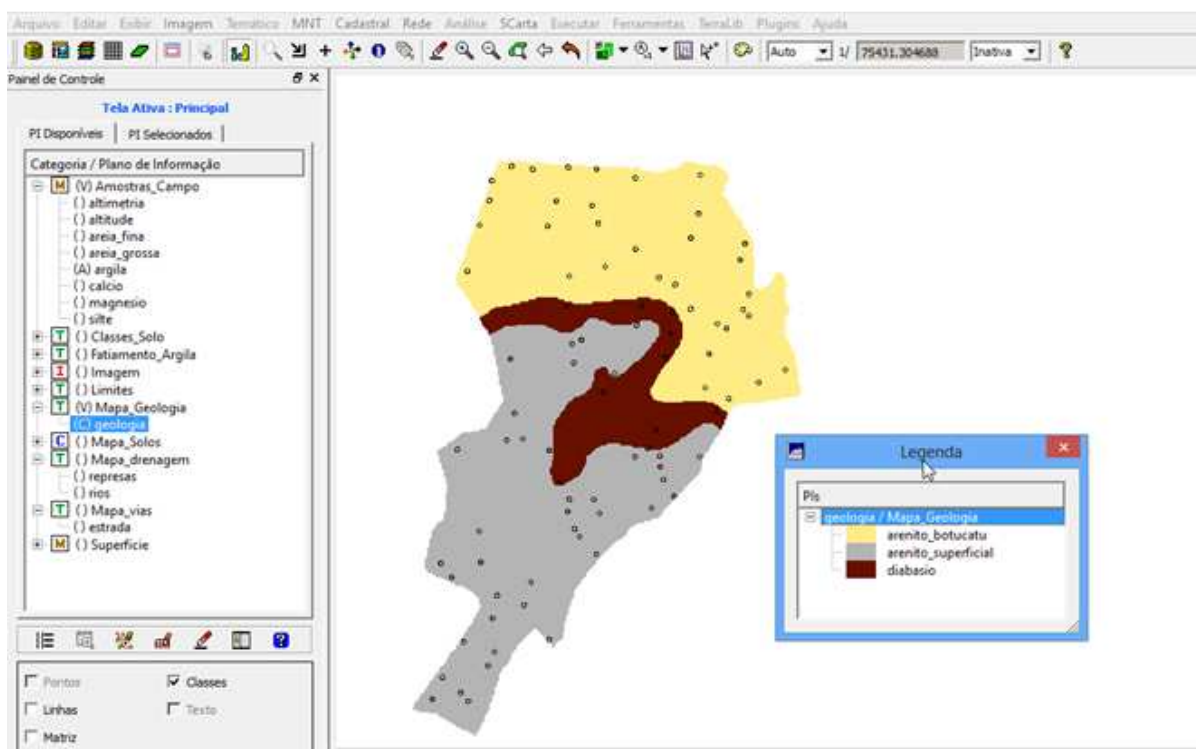 Arquivo Editar Exibir Imagem Temático MNT Cadastral Rede Análise SCarta Executar Ferramentas TerraLib Plugins Ajuda
Auto 1/ 75431.304688 Inativa
Painel de Controle
Tela Ativa : Principal
PI Disponíveis PI Selecionados
Categoria / Plano de Informação
M (V) Amostras_Campo
( ) altimetria
( ) altitude
( ) areia_fina
( ) areia_grossa
(A) argila
( ) calcio
( ) magnesio
( ) silte
T ( ) Classes_Solo
T ( ) Fatiamento_Argila
I ( ) Imagem
T ( ) Limites
T (V) Mapa_Geologia
(C) geologia
C ( ) Mapa_Solos
T ( ) Mapa_drenagem
( ) represas
( ) rios
T ( ) Mapa_vias
( ) estrada
M ( ) Superficie
Pontos Classes
Linhas Texto
Matriz
Legenda
PIs
geologia / Mapa_Geologia
arenito_botucatu
arenito_superficial
diabasio